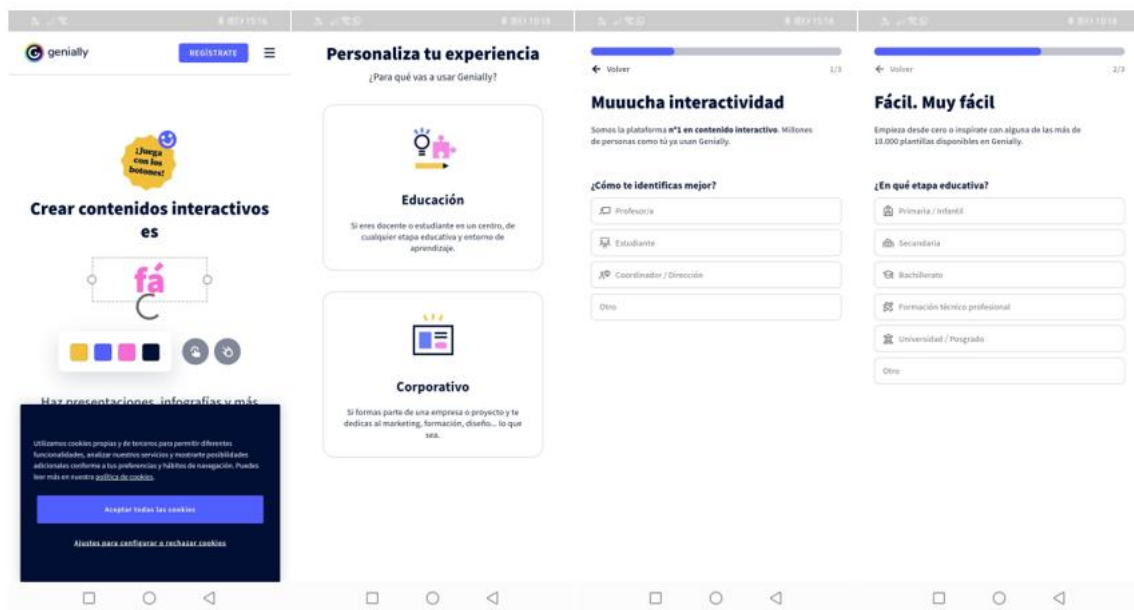 genially
REGÍSTRATE
¡Juega
con los
botones!
Crear contenidos interactivos
es
fá
Haz presentaciones, infografías y más
Utilizamos cookies propias y de terceros para permitir diferentes
funcionalidades, analizar nuestros servicios y mostrarte posibilidades
adicionales conforme a tus preferencias y hábitos de navegación. Puedes
leer más en nuestra política de cookies.
Aceptar todas las cookies
Ajustes para configurar o rechazar cookies
Personaliza tu experiencia
¿Para qué vas a usar Genially?
Educación
Si eres docente o estudiante en un centro, de
cualquier etapa educativa y entorno de
aprendizaje.
Corporativo
Si formas parte de una empresa o proyecto y te
dedicas al marketing, formación, diseño... lo que
sea.
Volver 1/3
Muuucha interactividad
Somos la plataforma nº1 en contenido interactivo. Millones
de personas como tú ya usan Genially.
¿Cómo te identificas mejor?
Profesor/a
Estudiante
Coordinador / Dirección
Otro
Volver 2/3
Fácil. Muy fácil
Empieza desde cero o inspírate con alguna de las más de
10.000 plantillas disponibles en Genially.
¿En qué etapa educativa?
Primaria / Infantil
Secundaria
Bachillerato
Formación técnico profesional
Universidad / Posgrado
Otro